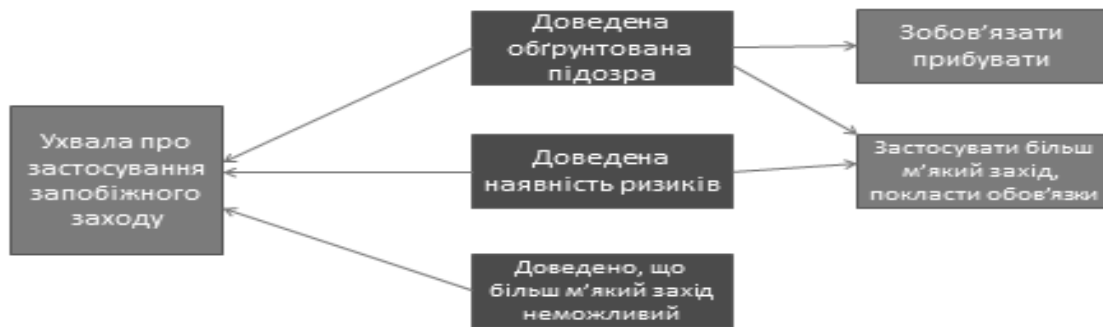 Ухвала про
застосування
запобіжного
заходу
Доведена
обґрунтована
підозра
Доведена
наявність ризиків
Доведено, що
більш м’який захід
неможливий
Зобов’язати
прибувати
Застосувати більш
м’який захід,
покласти обов’язки